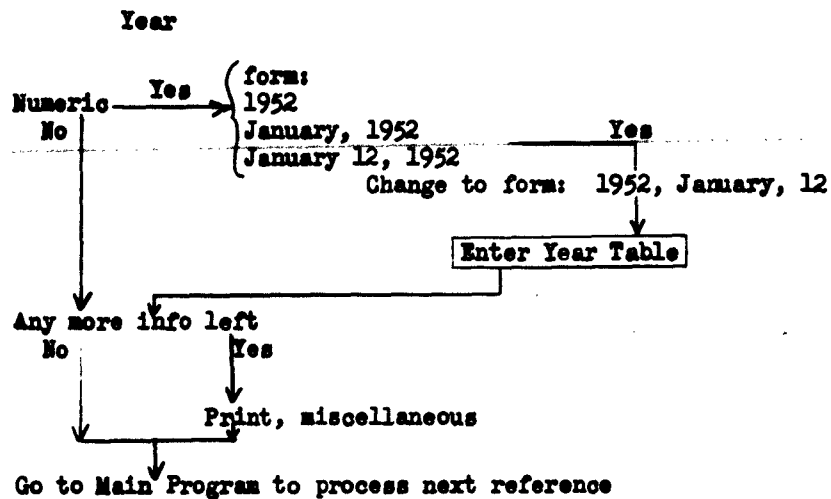 Year
form:
Numeric Yes 1952
No January, 1952 Yes
January 12, 1952
Change to form: 1952, January, 12
Enter Year Table
Any more info left
No Yes
Print, miscellaneous
Go to Main Program to process next reference